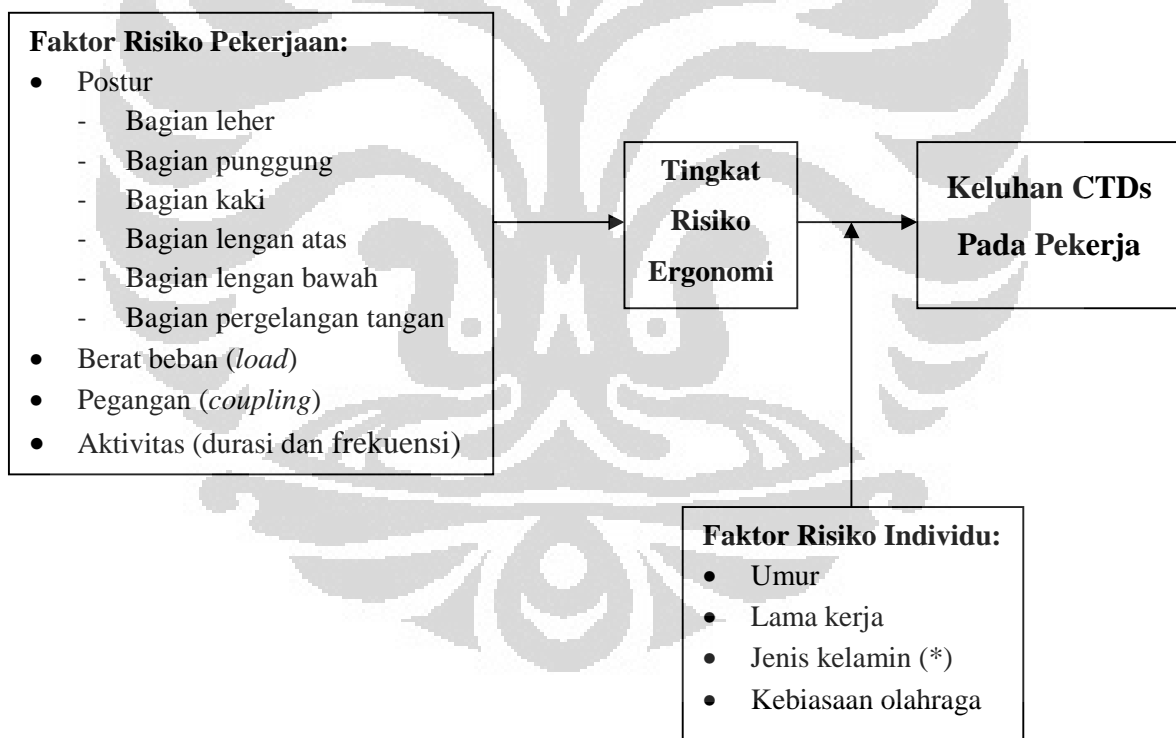 Faktor Risiko Pekerjaan:
• Postur
- Bagian leher
- Bagian punggung
- Bagian kaki
- Bagian lengan atas
- Bagian lengan bawah
- Bagian pergelangan tangan
• Berat beban (load)
• Pegangan (coupling)
• Aktivitas (durasi dan frekuensi)
Tingkat
Risiko
Ergonomi
Keluhan CTDs
Pada Pekerja
Faktor Risiko Individu:
• Umur
• Lama kerja
• Jenis kelamin (*)
• Kebiasaan olahraga